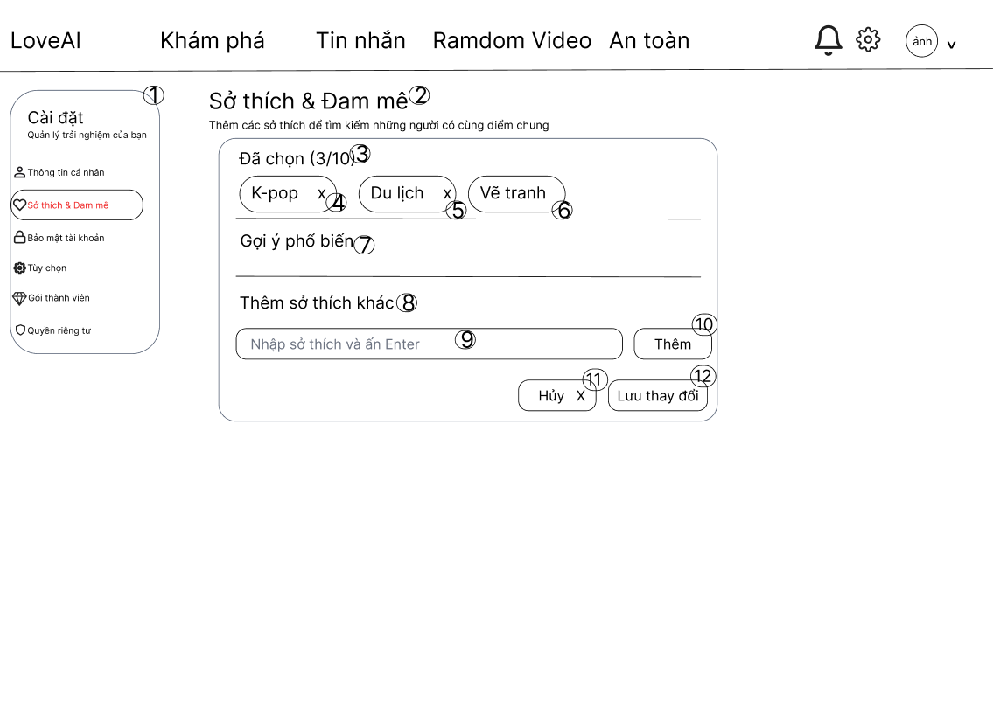 LoveAI Khám phá Tin nhắn Ramdom Video An toàn ảnh v
1
Cài đặt
Quản lý trải nghiệm của bạn
Thông tin cá nhân
Sở thích & Đam mê
Bảo mật tài khoản
Tùy chọn
Gói thành viên
Quyền riêng tư
Sở thích & Đam mê 2
Thêm các sở thích để tìm kiếm những người có cùng điểm chung
Đã chọn (3/10) 3
K-pop x 4 Du lịch x 5 Vẽ tranh 6
Gợi ý phổ biến 7
Thêm sở thích khác 8
Nhập sở thích và ấn Enter 9 Thêm 10
Hủy X 11 Lưu thay đổi 12